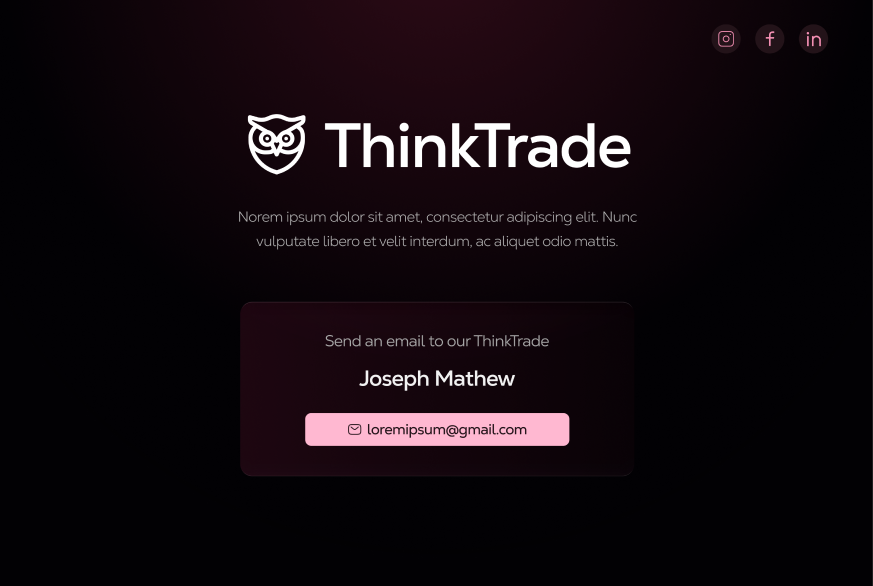 ThinkTrade
Norem ipsum dolor sit amet, consectetur adipiscing elit. Nunc
vulputate libero et velit interdum, ac aliquet odio mattis.
Send an email to our ThinkTrade
Joseph Mathew
loremipsum@gmail.com